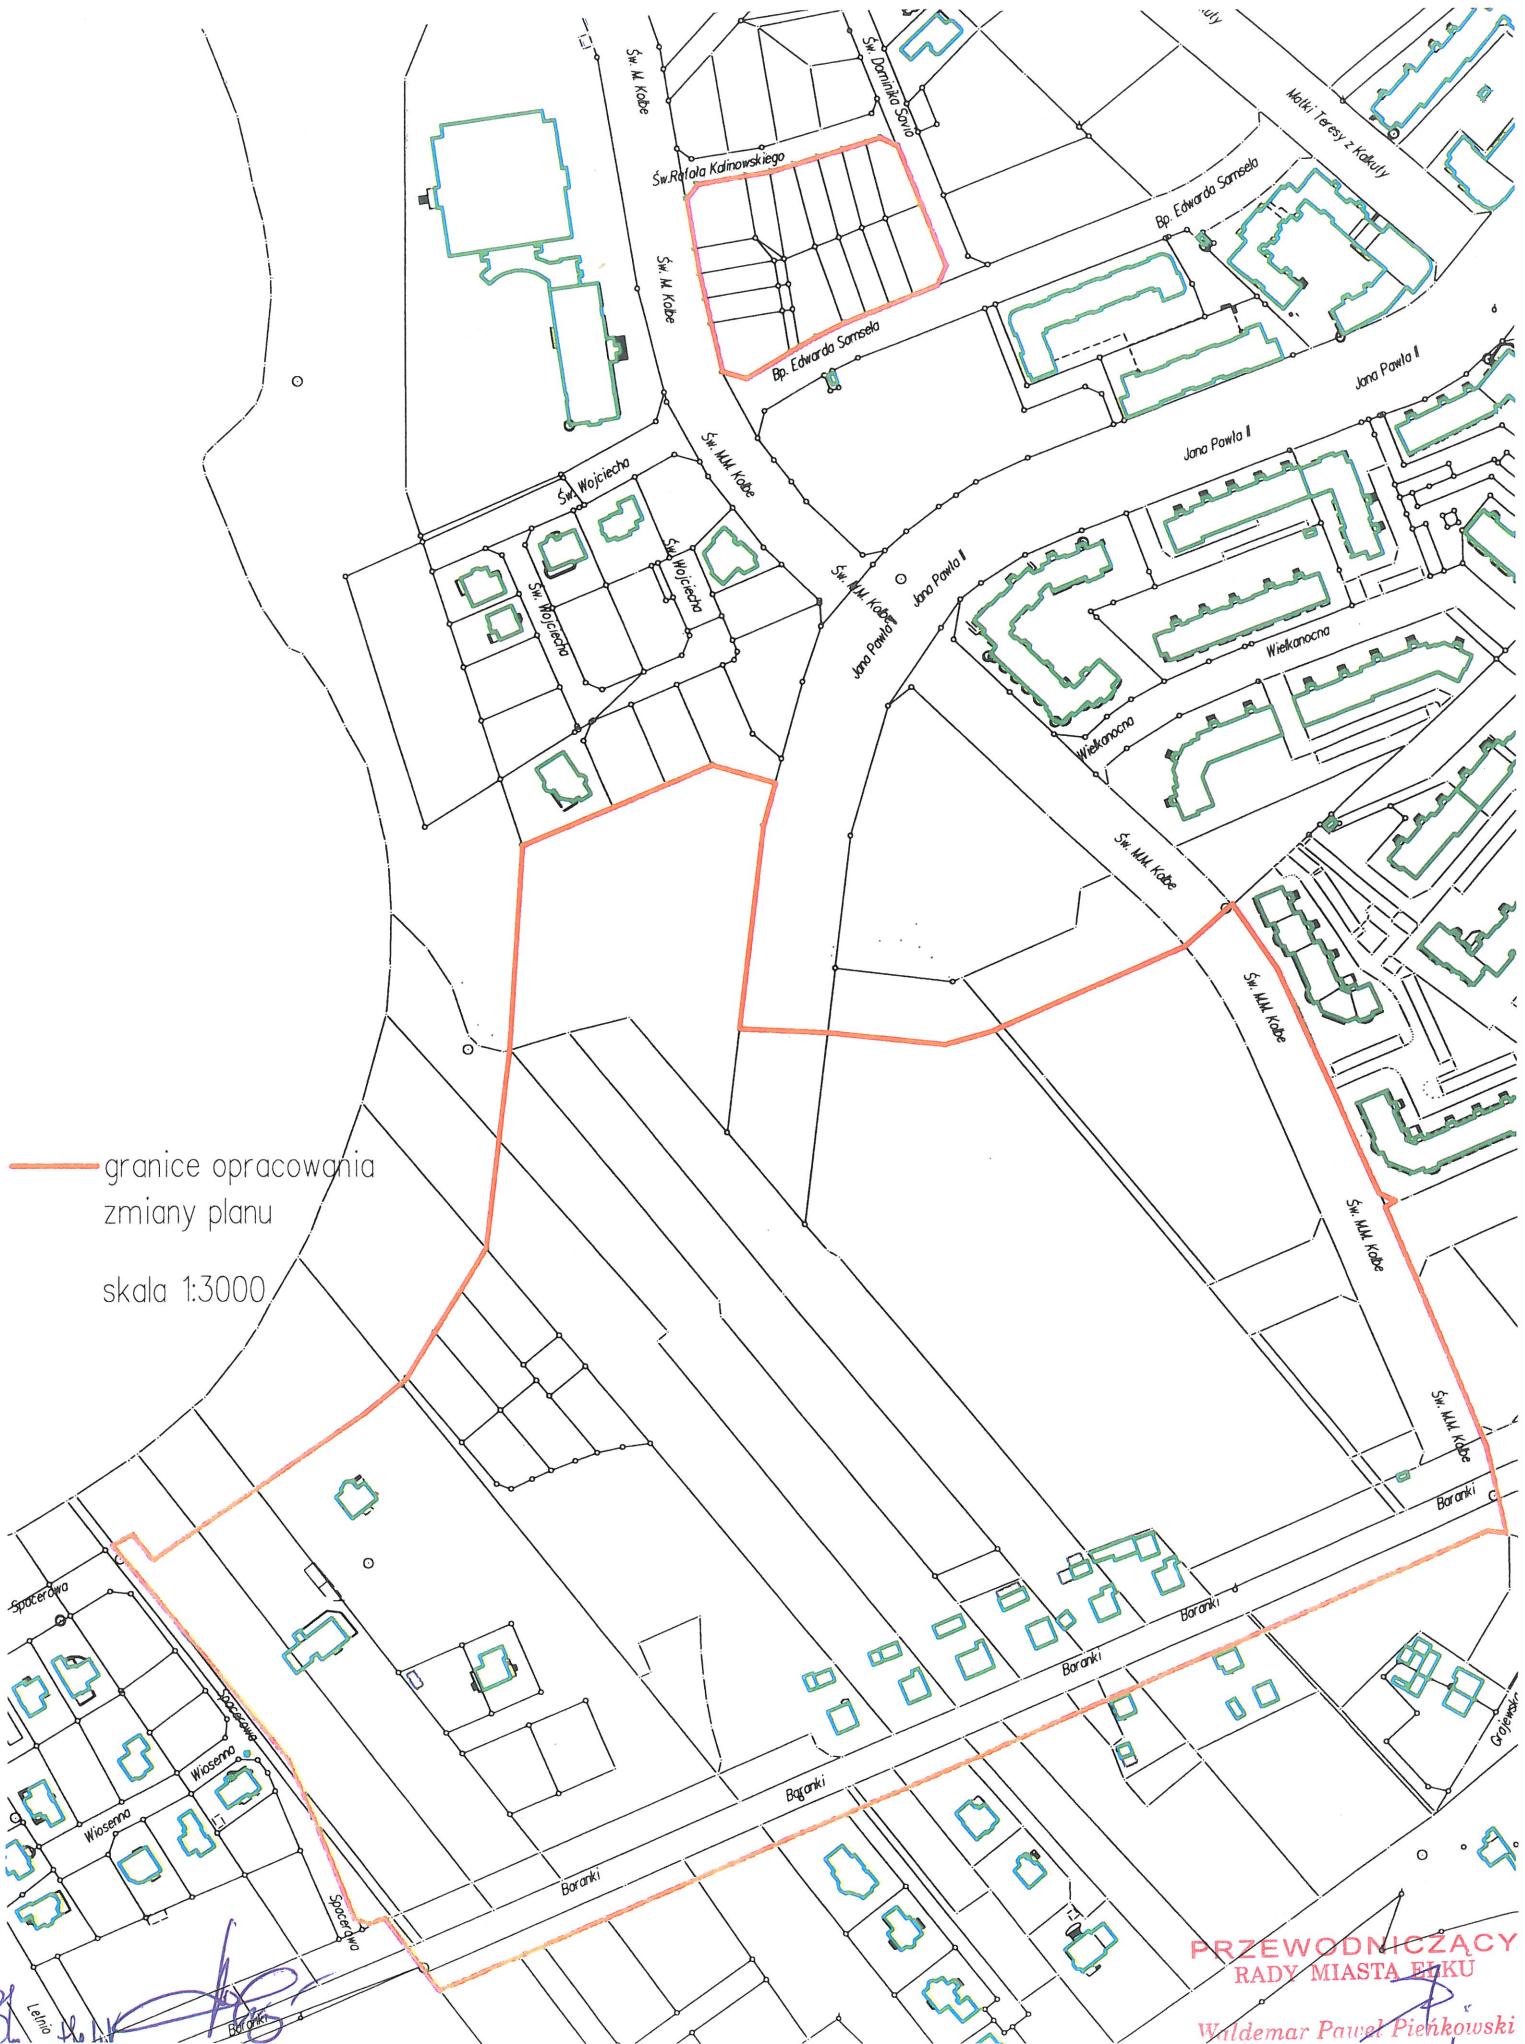 Św. M. Kolbe
Św. Dominika Savio
Matki Teresy z Kalkuty
Św.Rafała Kalinowskiego
Bp. Edwarda Samsela
Św. M. Kolbe
Bp. Edwarda Samsela
Jana Pawła II
Jana Pawła II
Św. M.M. Kolbe
Św. Wojciecha
Św. Wojciecha
Św. Wojciecha
Św. M.M. Kolbe
Jana Pawła II
Jana Pawła II
Wielkanocna
Wielkanocna
Św. M.M. Kolbe
Św. M.M. Kolbe
granice opracowania
zmiany planu
skala 1:3000
Św. M.M. Kolbe
Św. M.M. Kolbe
Baranki
Spacerowa
Baranki
Baranki
Spacerowa
Wiosenna
Wiosenna
Baranki
Baranki
Spacerowa
Letnia
Baranki
PRZEWODNICZĄCY
RADY MIASTA EŁKU
Waldemar Paweł Pieńkowski